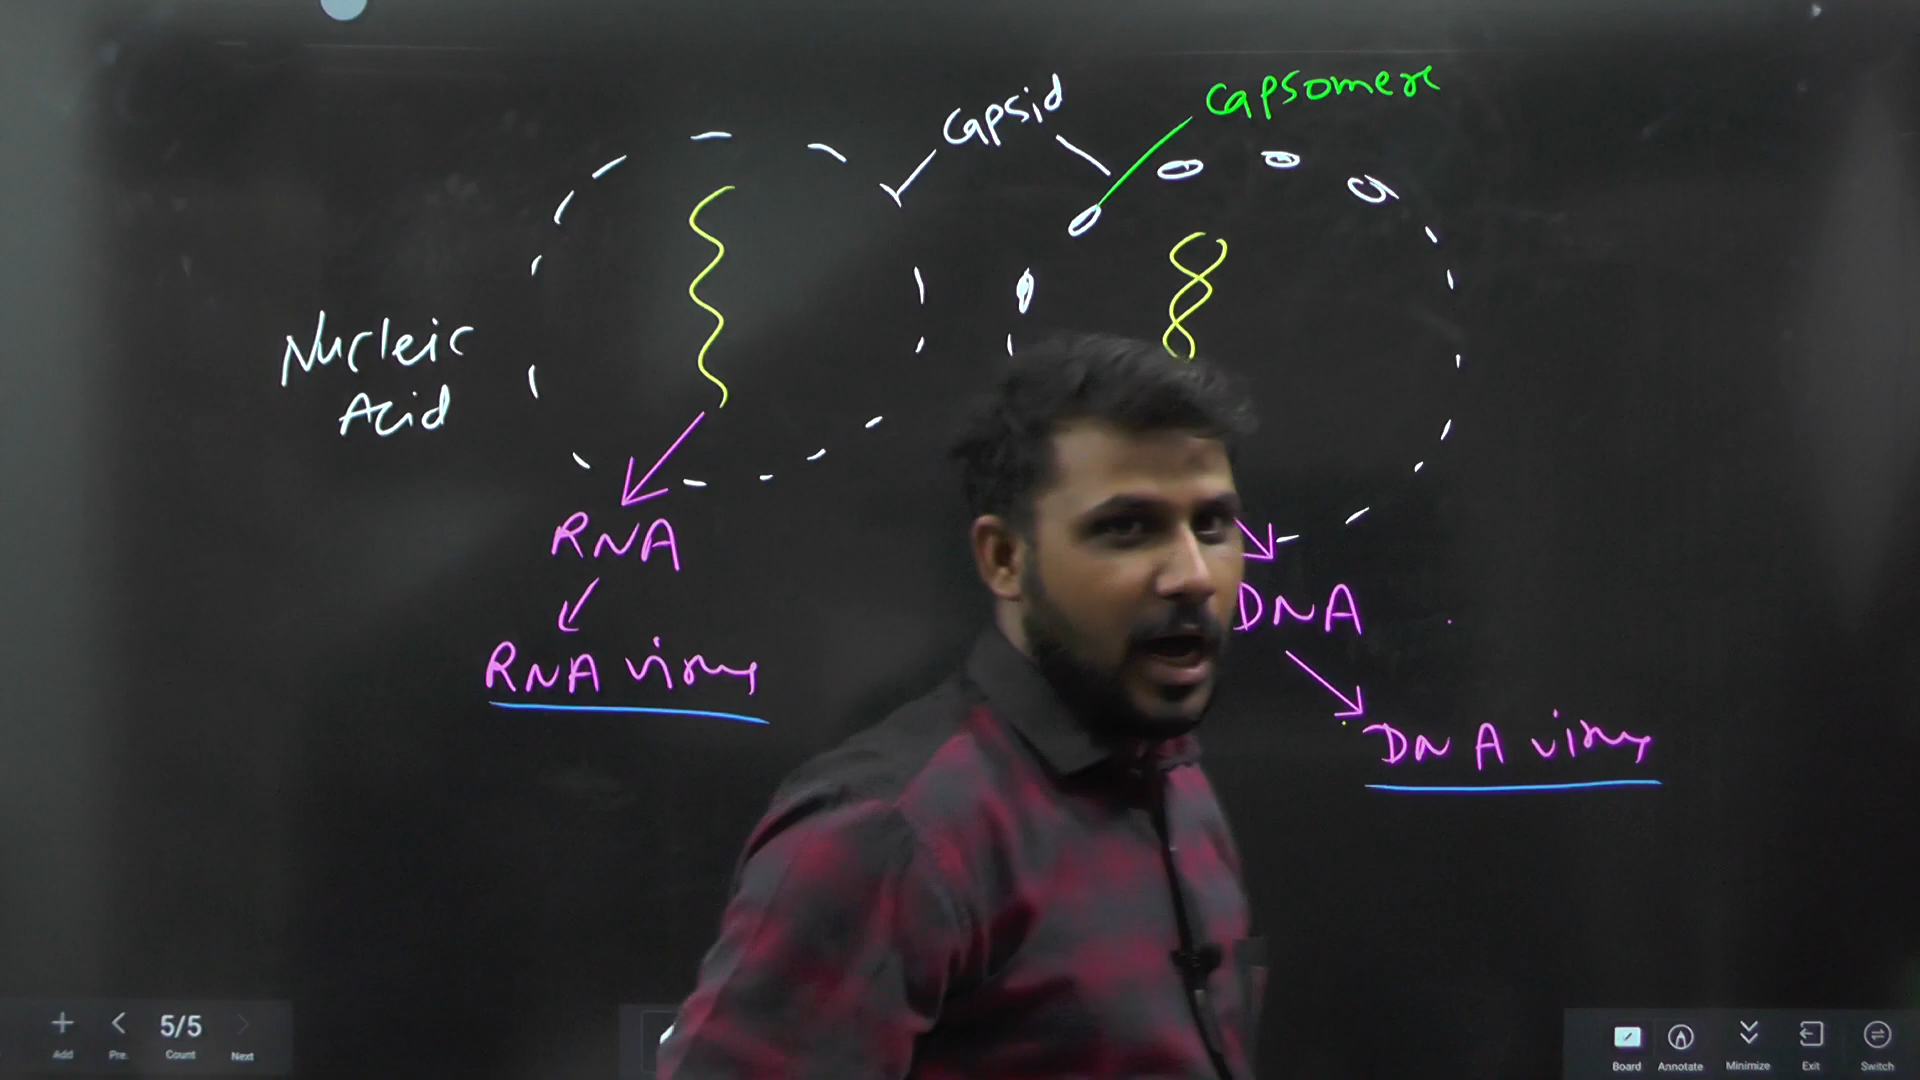 Capsid
Capsomere
Nucleic
Acid
RNA
RNA virus
DNA
DNA virus
5/5
Add
Pre.
Count
Next
Board
Annotate
Minimize
Exit
Switch